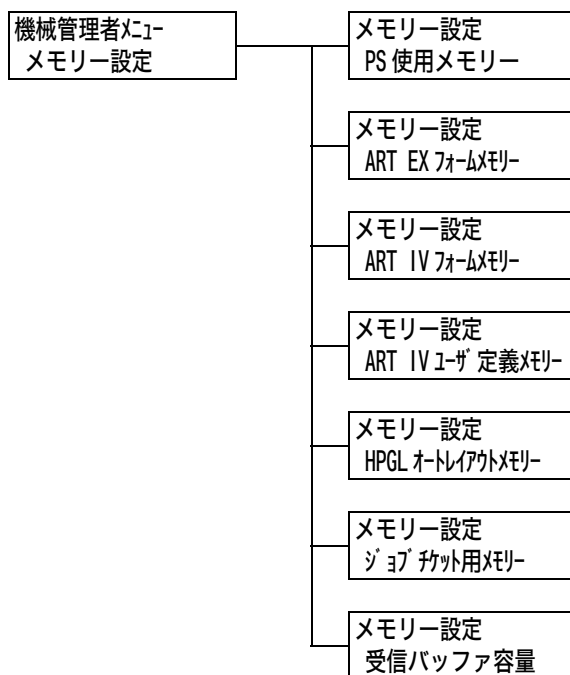 機械管理者ﾒﾆｭｰ
メモリー設定
メモリー設定
PS 使用メモリー
メモリー設定
ART EX ﾌｫｰﾑﾒﾓﾘｰ
メモリー設定
ART IV ﾌｫｰﾑﾒﾓﾘｰ
メモリー設定
ART IV ﾕｰｻﾞ定義ﾒﾓﾘｰ
メモリー設定
HPGL ｵｰﾄﾚｲｱｳﾄﾒﾓﾘｰ
メモリー設定
ｼﾞｮﾌﾞﾁｹｯﾄ用ﾒﾓﾘｰ
メモリー設定
受信バッファ容量